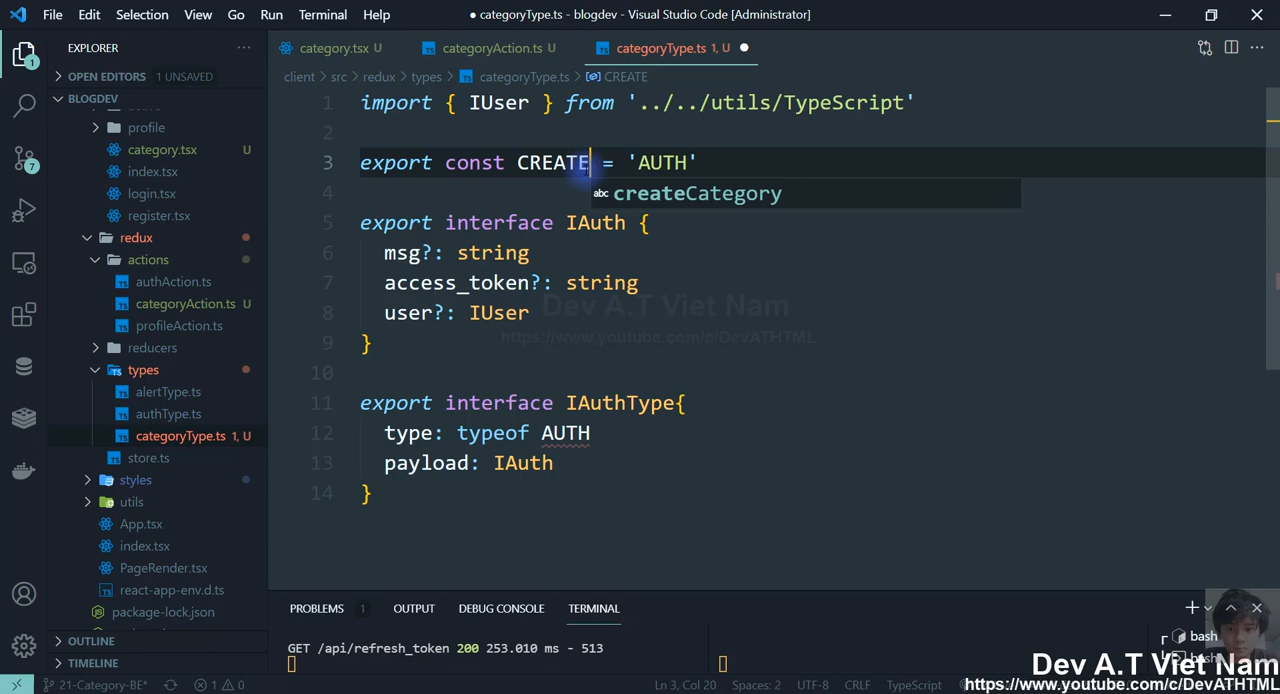 File Edit Selection View Go Run Terminal Help
● categoryType.ts - blogdev - Visual Studio Code [Administrator]
EXPLORER
category.tsx U
categoryAction.ts U
categoryType.ts 1, U ●
OPEN EDITORS 1 UNSAVED
client > src > redux > types > categoryType.ts > CREATE
BLOGDEV
profile
category.tsx U
index.tsx
login.tsx
register.tsx
redux
actions
authAction.ts
categoryAction.ts U
profileAction.ts
reducers
types
alertType.ts
authType.ts
categoryType.ts 1, U
store.ts
styles
utils
App.tsx
index.tsx
PageRender.tsx
react-app-env.d.ts
package-lock.json
OUTLINE
TIMELINE
2
7
1 import { IUser } from '../../utils/TypeScript'
2
3 export const CREATE = 'AUTH'
abc createCategory
4
5 export interface IAuth {
6 msg?: string
7 access_token?: string
8 user?: IUser
9 }
10
11 export interface IAuthType{
12 type: typeof AUTH
13 payload: IAuth
14 }
Dev A.T Viet Nam
https://www.youtube.com/c/DevATHTML
PROBLEMS 1 OUTPUT DEBUG CONSOLE TERMINAL
GET /api/refresh_token 200 253.010 ms - 513
bash
bash
21-Category-BE* 1 0
Ln 3, Col 20 Spaces: 2 UTF-8 CRLF TypeScript
Dev A.T Viet Nam
https://www.youtube.com/c/DevATHTML